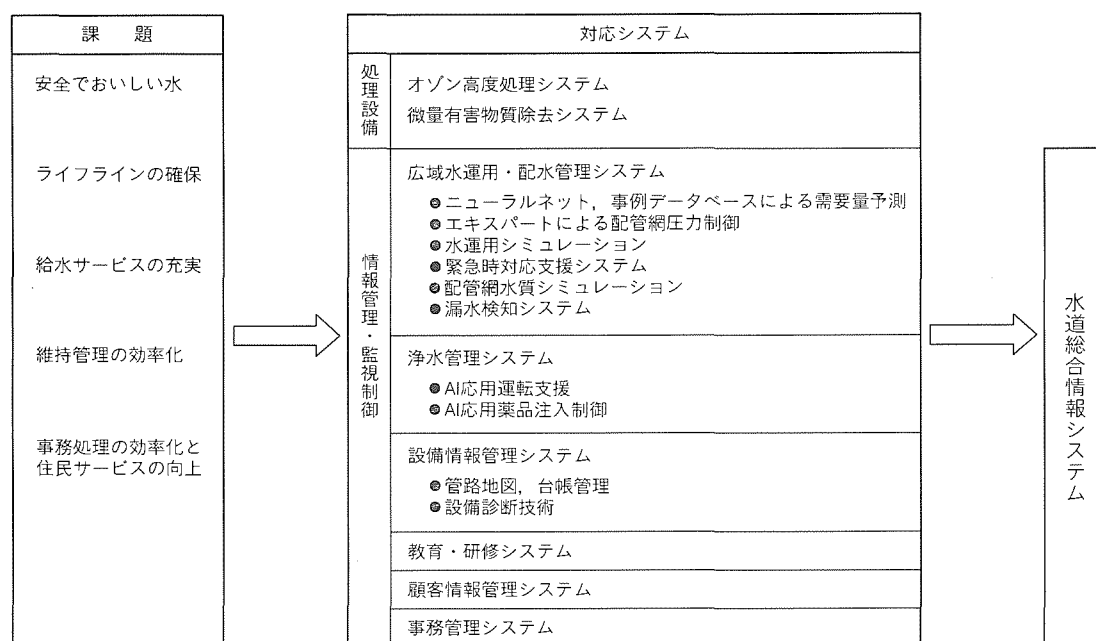 課 題
安全でおいしい水
ライフラインの確保
給水サービスの充実
維持管理の効率化
事務処理の効率化と
住民サービスの向上
対応システム
処理設備
オゾン高度処理システム
微量有害物質除去システム
情報管理・監視制御
広域水運用・配水管理システム
●ニューラルネット，事例データベースによる需要量予測
●エキスパートによる配管網圧力制御
●水運用シミュレーション
●緊急時対応支援システム
●配管網水質シミュレーション
●漏水検知システム
浄水管理システム
●AI応用運転支援
●AI応用薬品注入制御
設備情報管理システム
●管路地図，台帳管理
●設備診断技術
教育・研修システム
顧客情報管理システム
事務管理システム
水道総合情報システム